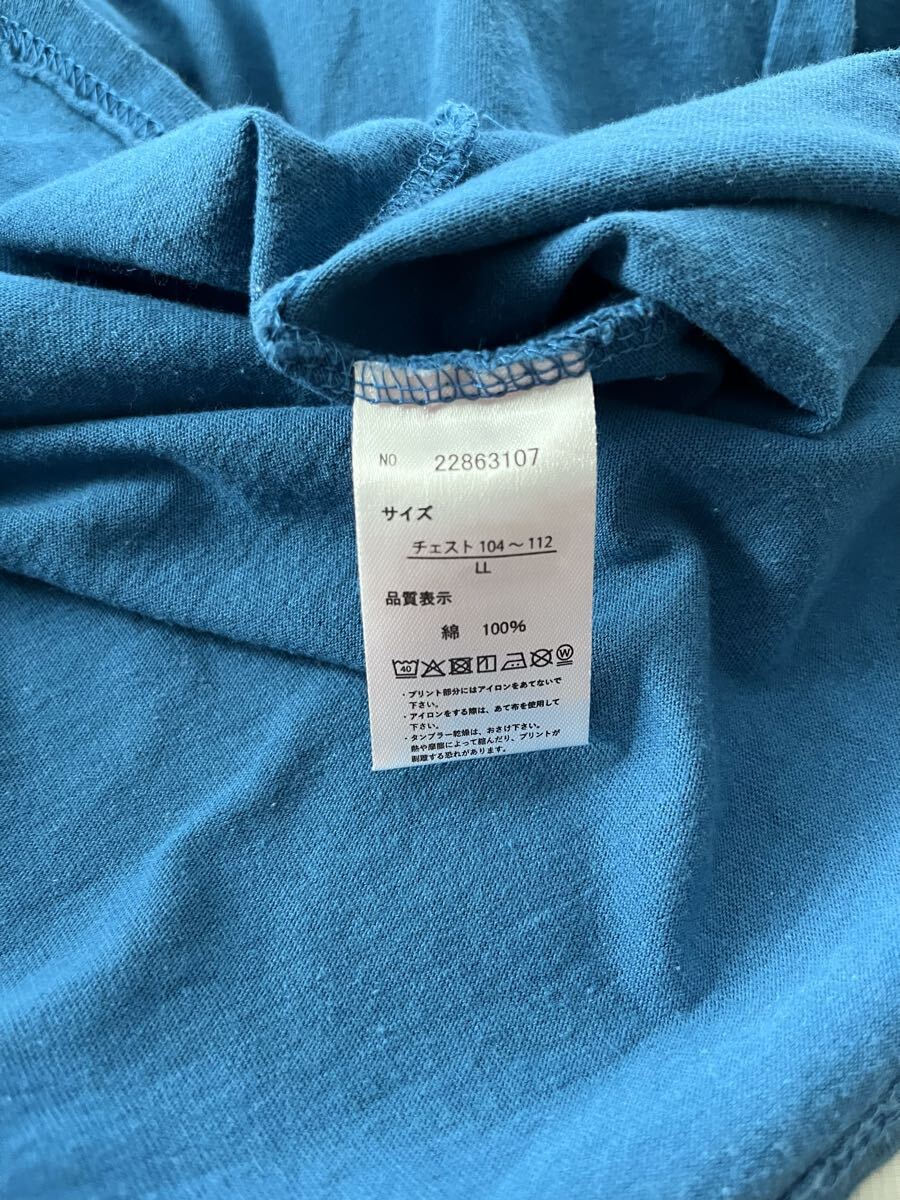 NO 22863107
サイズ
チェスト 104～112
LL
品質表示
綿 100%
40 W
・プリント部分にはアイロンをあてないで
下さい。
・アイロンをする際は、あて布を使用して
下さい。
・タンブラー乾燥は、おさけ下さい。
熱や摩擦によって縮んだり、プリントが
剥離する恐れがあります。